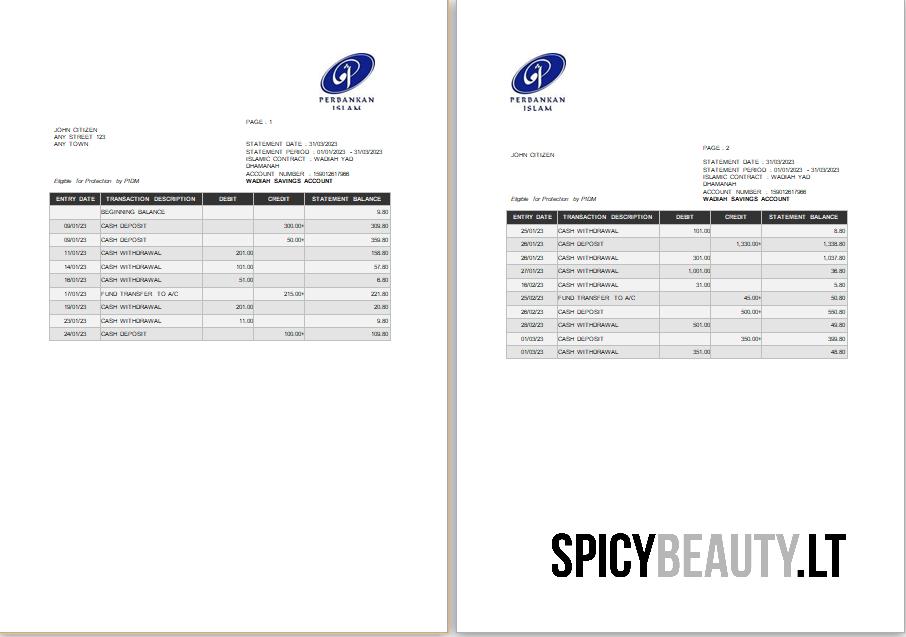 PERBANKAN
ISLAM
PAGE : 1
JOHN CITIZEN
ANY STREET 123
ANY TOWN
STATEMENT DATE : 31/03/2023
STATEMENT PERIOD : 01/01/2023 - 31/03/2023
ISLAMIC CONTRACT : WADIAH YAD
DHAMANAH
ACCOUNT NUMBER : 159012617966
Eligible for Protection by PIDM WADIAH SAVINGS ACCOUNT
ENTRY DATE TRANSACTION DESCRIPTION DEBIT CREDIT STATEMENT BALANCE
BEGINNING BALANCE 9.80
09/01/23 CASH DEPOSIT 300.00+ 309.80
09/01/23 CASH DEPOSIT 50.00+ 359.80
11/01/23 CASH WITHDRAWAL 201.00 158.80
14/01/23 CASH WITHDRAWAL 101.00 57.80
16/01/23 CASH WITHDRAWAL 51.00 6.80
17/01/23 FUND TRANSFER TO A/C 215.00+ 221.80
19/01/23 CASH WITHDRAWAL 201.00 20.80
23/01/23 CASH WITHDRAWAL 11.00 9.80
24/01/23 CASH DEPOSIT 100.00+ 109.80
PERBANKAN
ISLAM
PAGE : 2
JOHN CITIZEN
STATEMENT DATE : 31/03/2023
STATEMENT PERIOD : 01/01/2023 - 31/03/2023
ISLAMIC CONTRACT : WADIAH YAD
DHAMANAH
ACCOUNT NUMBER : 159012617966
Eligible for Protection by PIDM WADIAH SAVINGS ACCOUNT
ENTRY DATE TRANSACTION DESCRIPTION DEBIT CREDIT STATEMENT BALANCE
25/01/23 CASH WITHDRAWAL 101.00 8.80
26/01/23 CASH DEPOSIT 1,330.00+ 1,338.80
26/01/23 CASH WITHDRAWAL 301.00 1,037.80
27/01/23 CASH WITHDRAWAL 1,001.00 36.80
16/02/23 CASH WITHDRAWAL 31.00 5.80
25/02/23 FUND TRANSFER TO A/C 45.00+ 50.80
26/02/23 CASH DEPOSIT 500.00+ 550.80
28/02/23 CASH WITHDRAWAL 501.00 49.80
01/03/23 CASH DEPOSIT 350.00+ 399.80
01/03/23 CASH WITHDRAWAL 351.00 48.80
SPICYBEAUTY.LT